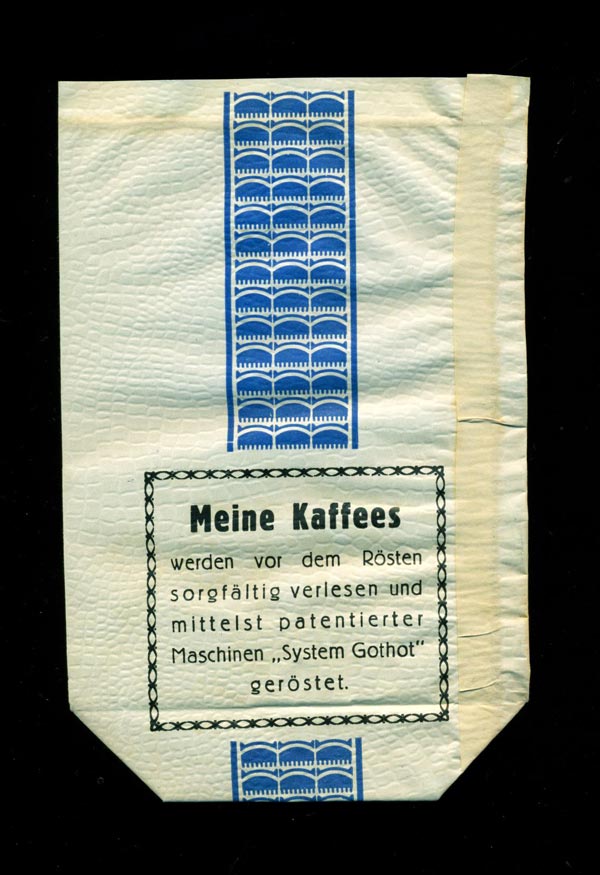 Meine Kaffees
werden vor dem Rösten
sorgfältig verlesen und
mittelst patentierter
Maschinen „System Gothot“
geröstet.